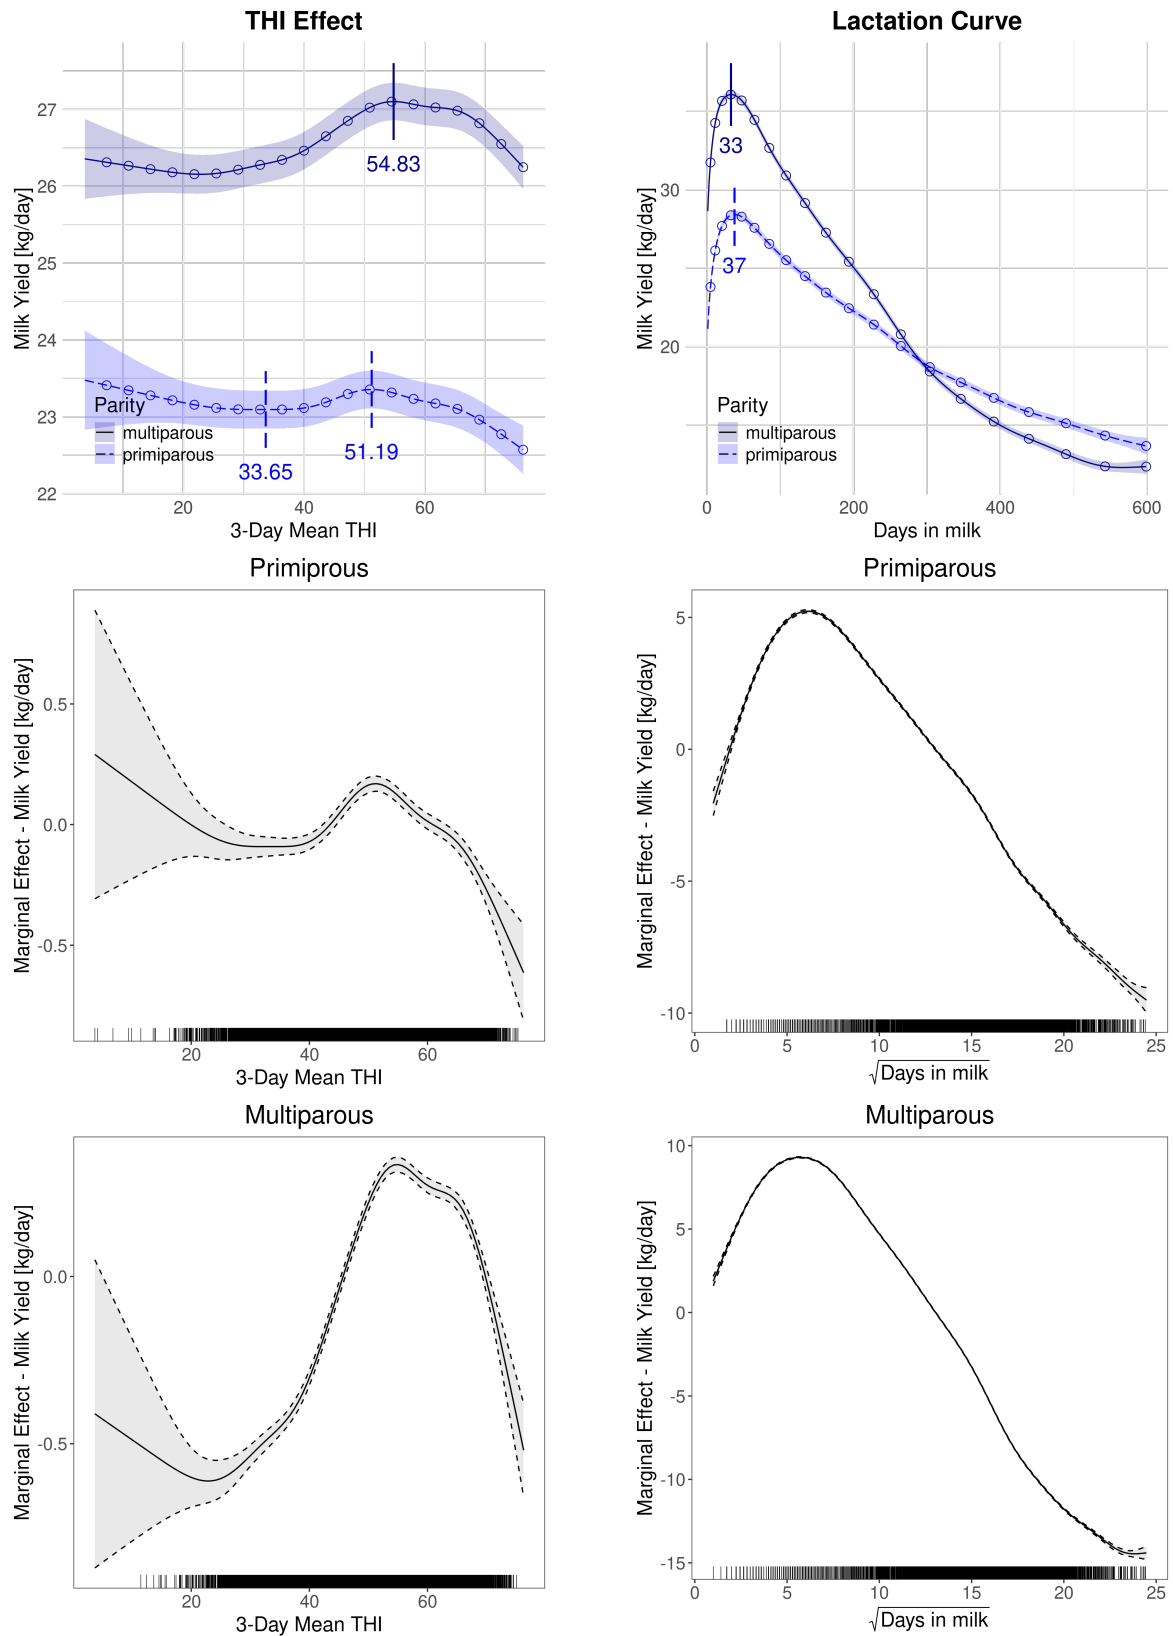 THI Effect
Milk Yield [kg/day]
27
26
25
24
23
22
54.83
33.65
51.19
Parity
multiparous
primiparous
20
40
60
3-Day Mean THI
Lactation Curve
Milk Yield [kg/day]
30
20
33
37
Parity
multiparous
primiparous
0
200
400
600
Days in milk
Primiprous
Marginal Effect - Milk Yield [kg/day]
0.5
0.0
-0.5
20
40
60
3-Day Mean THI
Primiparous
Marginal Effect - Milk Yield [kg/day]
5
0
-5
-10
0
5
10
15
20
25
√Days in milk
Multiparous
Marginal Effect - Milk Yield [kg/day]
0.0
-0.5
20
40
60
3-Day Mean THI
Multiparous
Marginal Effect - Milk Yield [kg/day]
10
5
0
-5
-10
-15
0
5
10
15
20
25
√Days in milk